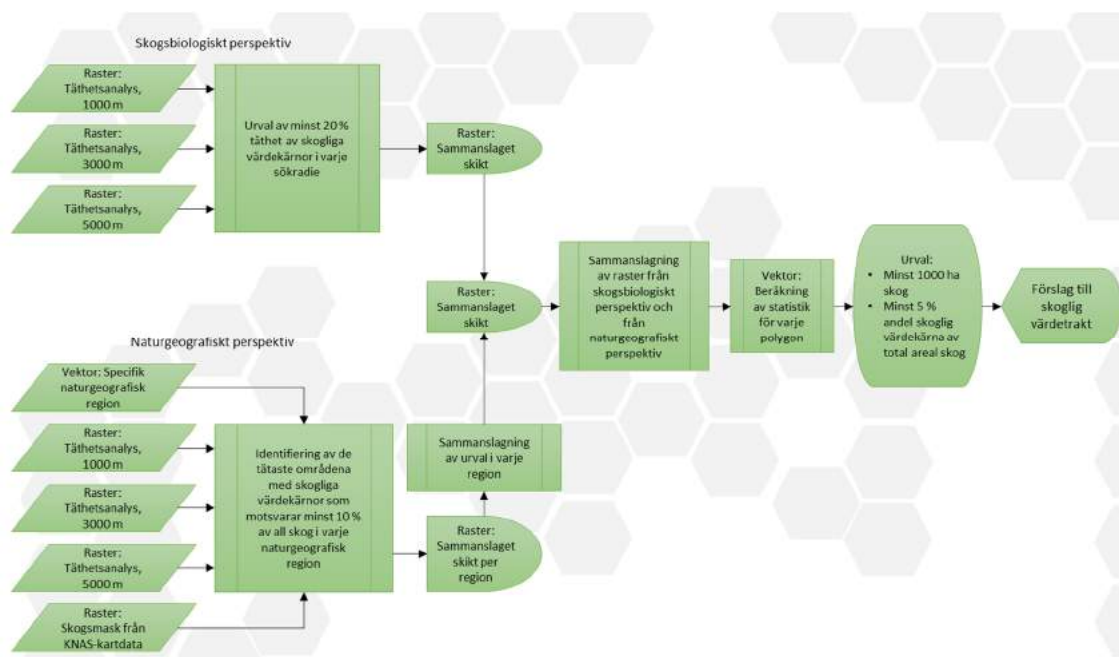 Skogsbiologiskt perspektiv
Raster:
Täthetsanalys,
1000 m
Raster:
Täthetsanalys,
3000 m
Raster:
Täthetsanalys,
5000 m
Urval av minst 20 %
täthet av skogliga
värdekärnor i varje
sökradie
Raster:
Sammanslaget
skikt
Raster:
Sammanslaget
skikt
Sammanslagning
av raster från
skogsbiologiskt
perspektiv och
från
naturgeografiskt
perspektiv
Vektor:
Beräkning
av statistik
för varje
polygon
Urval:
• Minst 1000 ha
skog
• Minst 5 %
andel skoglig
värdekärna av
total areal skog
Förslag till
skoglig
värdetrakt
Naturgeografiskt perspektiv
Vektor: Specifik
naturgeografisk
region
Raster:
Täthetsanalys,
1000 m
Raster:
Täthetsanalys,
3000 m
Raster:
Täthetsanalys,
5000 m
Raster:
Skogsmask från
KNAS-kartdata
Identifiering av de
tätaste områdena
med skogliga
värdekärnor som
motsvarar minst 10 %
av all skog i varje
naturgeografisk
region
Sammanslagning
av urval i varje
region
Raster:
Sammanslaget
skikt per
region